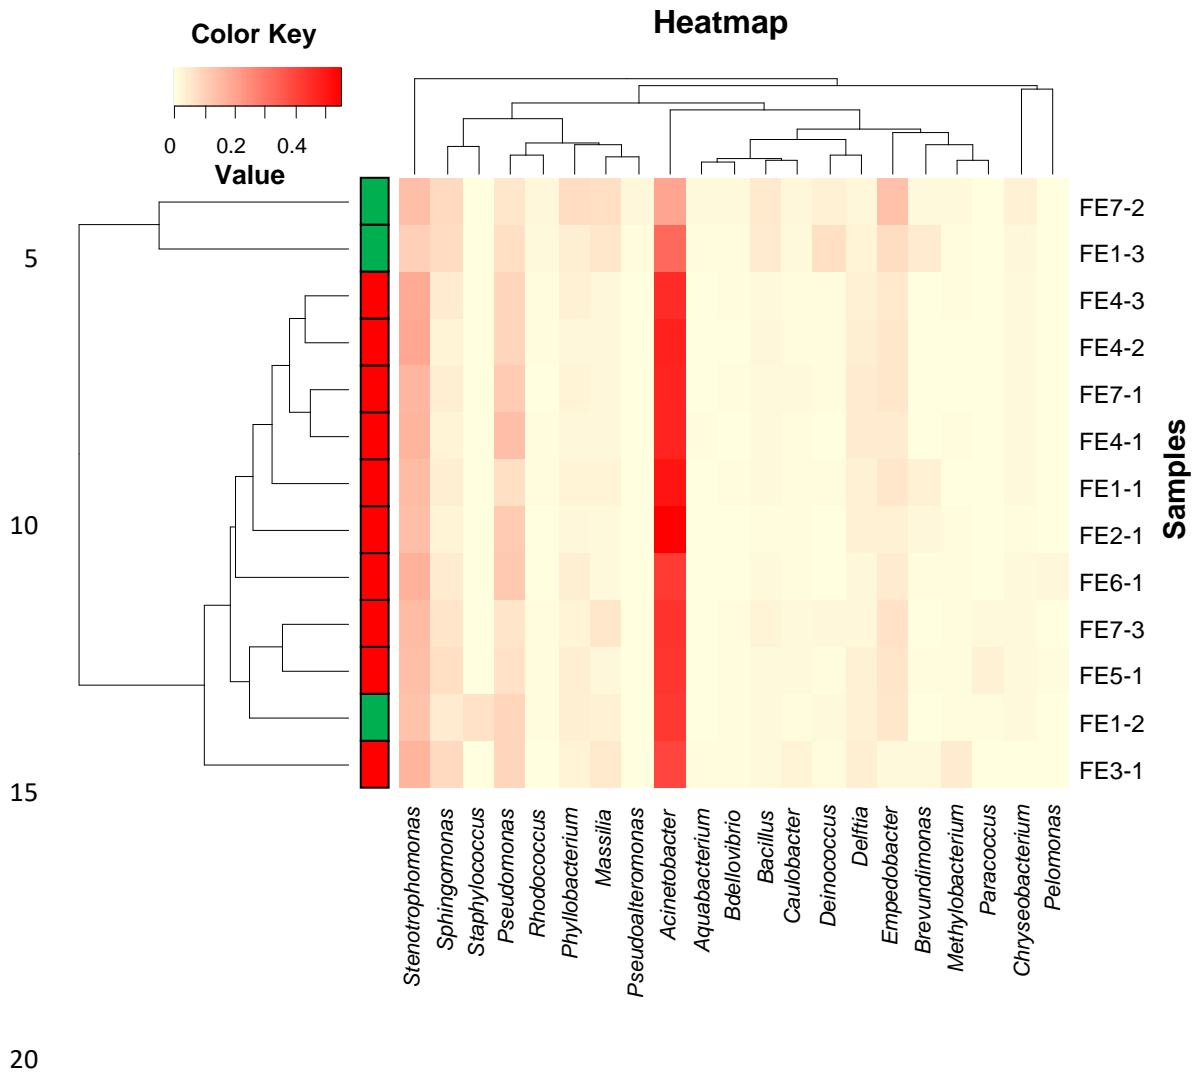 Heatmap
Color Key
0 0.2 0.4
Value
FE7-2
5
FE1-3
FE4-3
FE4-2
FE7-1
FE4-1
Samples
FE1-1
10
FE2-1
FE6-1
FE7-3
FE5-1
FE1-2
FE3-1
15
Stenotrophomonas
Sphingomonas
Staphylococcus
Pseudomonas
Rhodococcus
Phyllobacterium
Massilia
Pseudoalteromonas
Acinetobacter
Aquabacterium
Bdellovibrio
Bacillus
Caulobacter
Deinococcus
Delftia
Empedobacter
Brevundimonas
Methylobacterium
Paracoccus
Chryseobacterium
Pelomonas
20